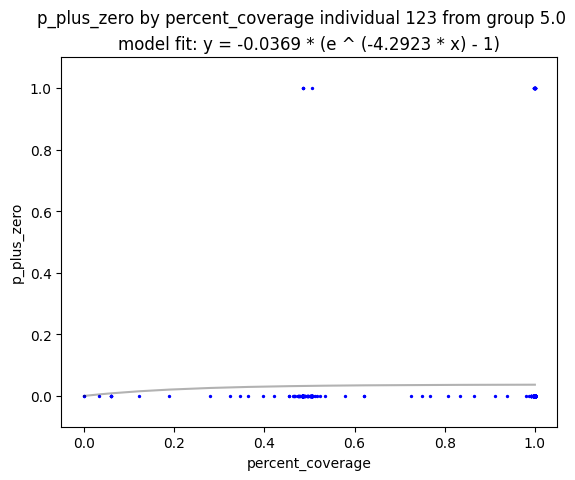 p_plus_zero by percent_coverage individual 123 from group 5.0
model fit: y = -0.0369 * (e ^ (-4.2923 * x) - 1)
1.0
0.8
0.6
0.4
0.2
0.0
p_plus_zero
0.0 0.2 0.4 0.6 0.8 1.0
percent_coverage